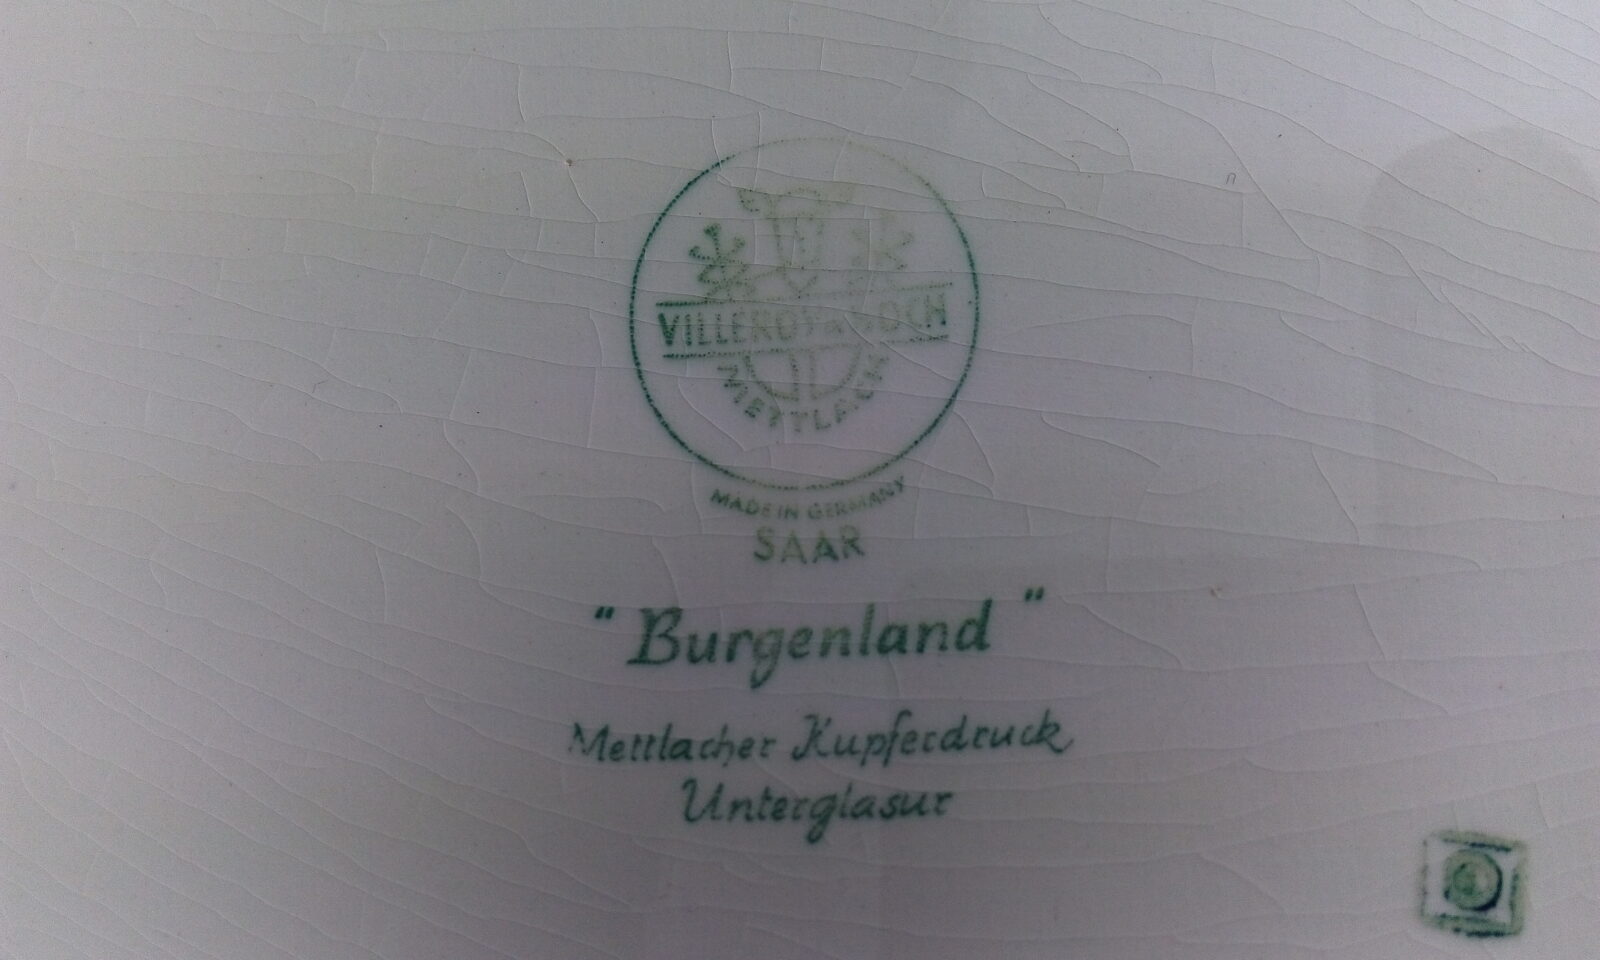 VILLEROY & BOCH
METTLACH
MADE IN GERMANY
SAAR
"Burgenland"
Mettlacher Kupferdruck
Unterglasur